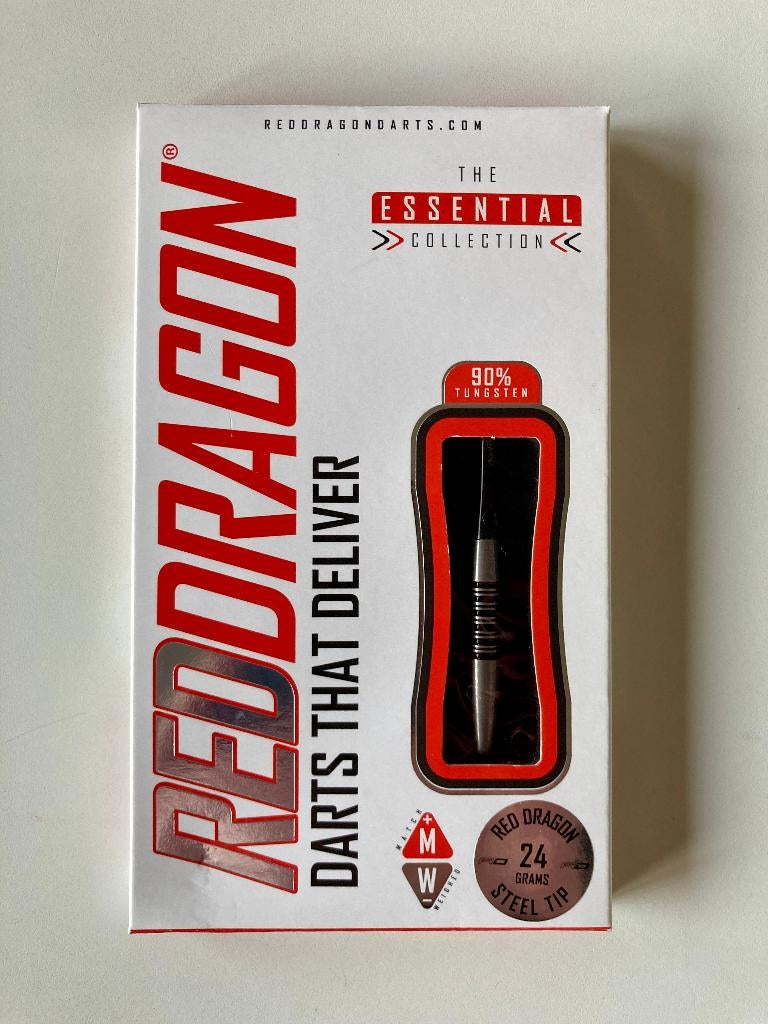 REDDRAGONDARTS.COM
THE
ESSENTIAL
COLLECTION
REDDRAGON®
DARTS THAT DELIVER
90%
TUNGSTEN
MATCH
+
M
W
-
WEIGHED
RED DRAGON
24
GRAMS
STEEL TIP